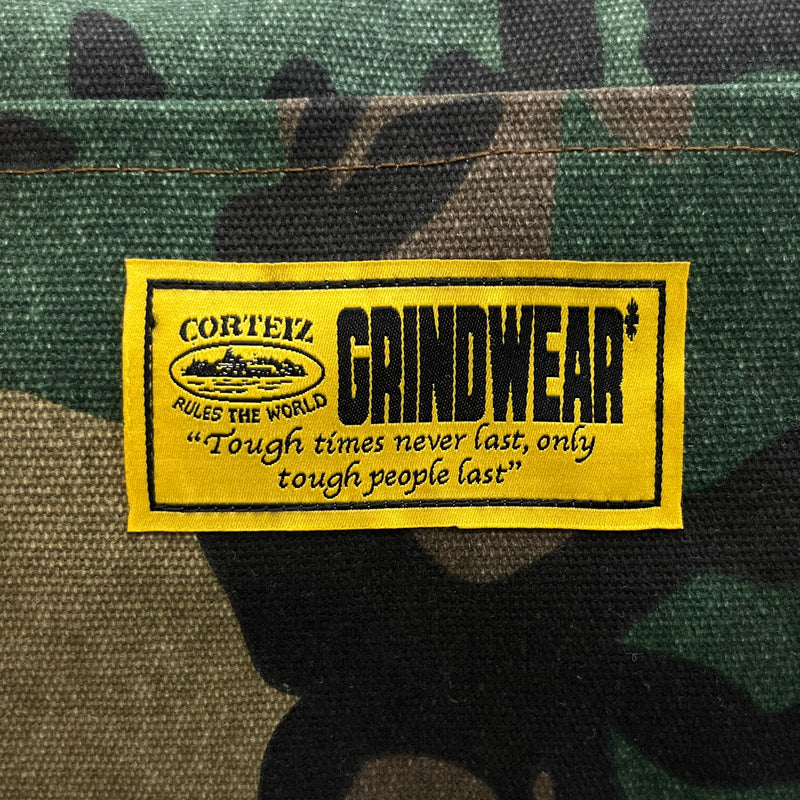 CORTEIZ
RULES THE WORLD
GRINDWEAR*
“Tough times never last, only
tough people last”